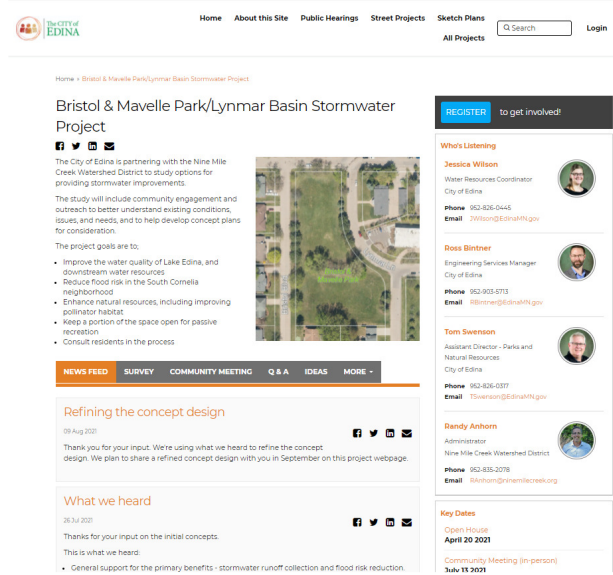 The CITY of
EDINA
Home About this Site Public Hearings Street Projects Sketch Plans
All Projects
Search
Login
Home » Bristol & Mavelle Park/Lynmar Basin Stormwater Project
Bristol & Mavelle Park/Lynmar Basin Stormwater
Project
The City of Edina is partnering with the Nine Mile
Creek Watershed District to study options for
providing stormwater improvements.
The study will include community engagement and
outreach to better understand existing conditions,
issues, and needs, and to help develop concept plans
for consideration.
The project goals are to;
• Improve the water quality of Lake Edina, and
downstream water resources
• Reduce flood risk in the South Cornelia
neighborhood
• Enhance natural resources, including improving
pollinator habitat
• Keep a portion of the space open for passive
recreation
• Consult residents in the process
NEWS FEED SURVEY COMMUNITY MEETING Q & A IDEAS MORE
Refining the concept design
09 Aug 2021
Thank you for your input. We're using what we heard to refine the concept
design. We plan to share a refined concept design with you in September on this project webpage.
What we heard
26 Jul 2021
Thanks for your input on the initial concepts.
This is what we heard:
• General support for the primary benefits - stormwater runoff collection and flood risk reduction.
REGISTER to get involved!
Who's Listening
Jessica Wilson
Water Resources Coordinator
City of Edina
Phone 952-826-0445
Email JWilson@EdinaMN.gov
Ross Bintner
Engineering Services Manager
City of Edina
Phone 952-903-5713
Email RBintner@EdinaMN.gov
Tom Swenson
Assistant Director - Parks and
Natural Resources
City of Edina
Phone 952-826-0317
Email TSwenson@EdinaMN.gov
Randy Anhorn
Administrator
Nine Mile Creek Watershed District
Phone 952-835-2078
Email RAnhorn@ninemilecreek.org
Key Dates
Open House
April 20 2021
Community Meeting (in-person)
July 13 2021